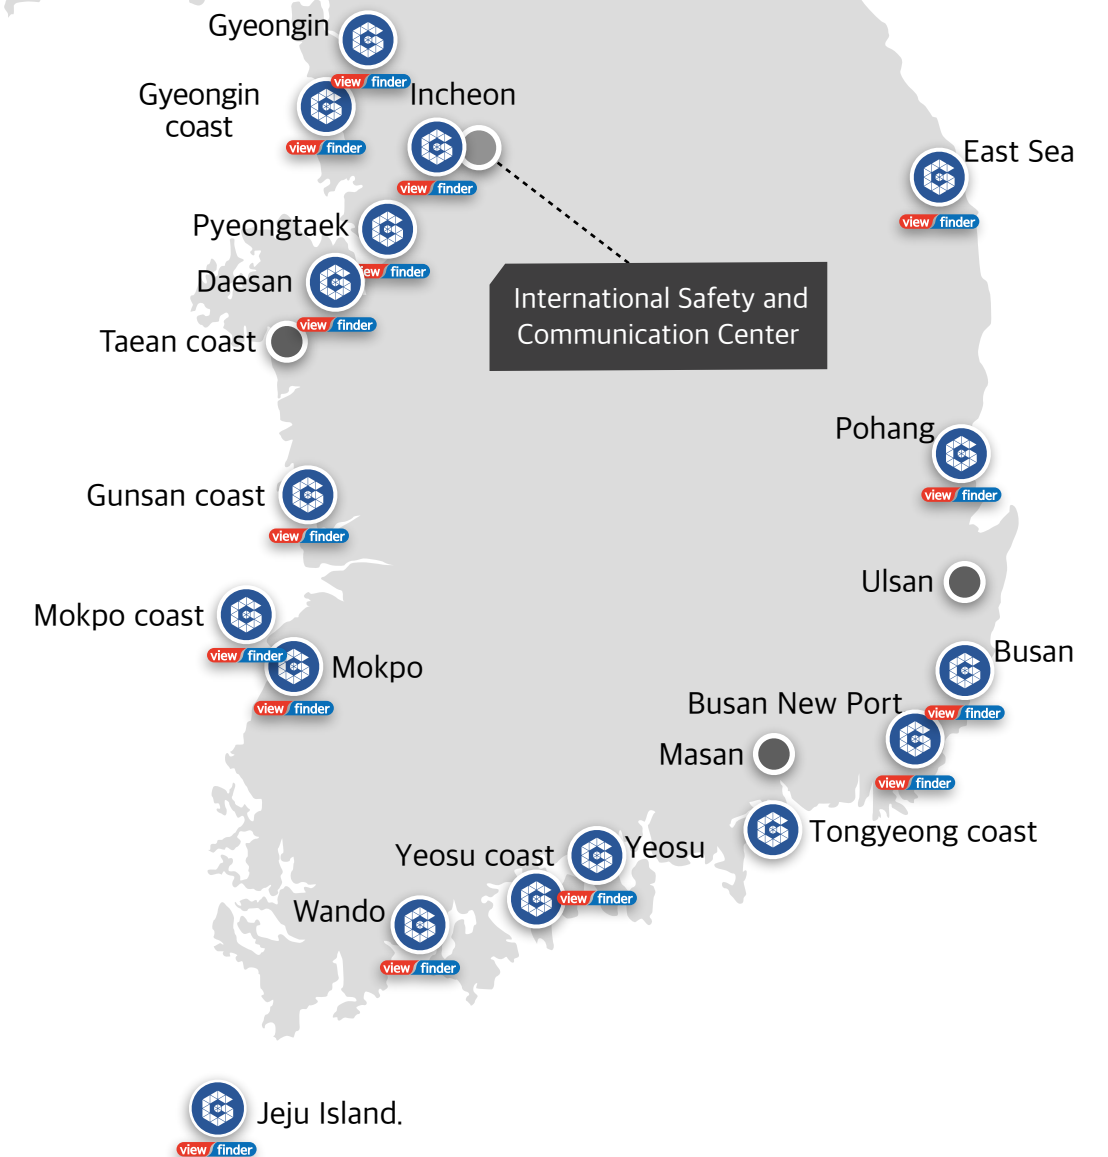 Gyeongin
view finder
Gyeongin
coast
view finder
Incheon
view finder
East Sea
view finder
Pyeongtaek
ew finder
Daesan
view finder
International Safety and
Communication Center
Taean coast
Pohang
view finder
Gunsan coast
view finder
Ulsan
Mokpo coast
view finder
Mokpo
view finder
Busan
view finder
Busan New Port
view finder
Masan
Tongyeong coast
Yeosu coast
Yeosu
view finder
Wando
view finder
Jeju Island.
view finder